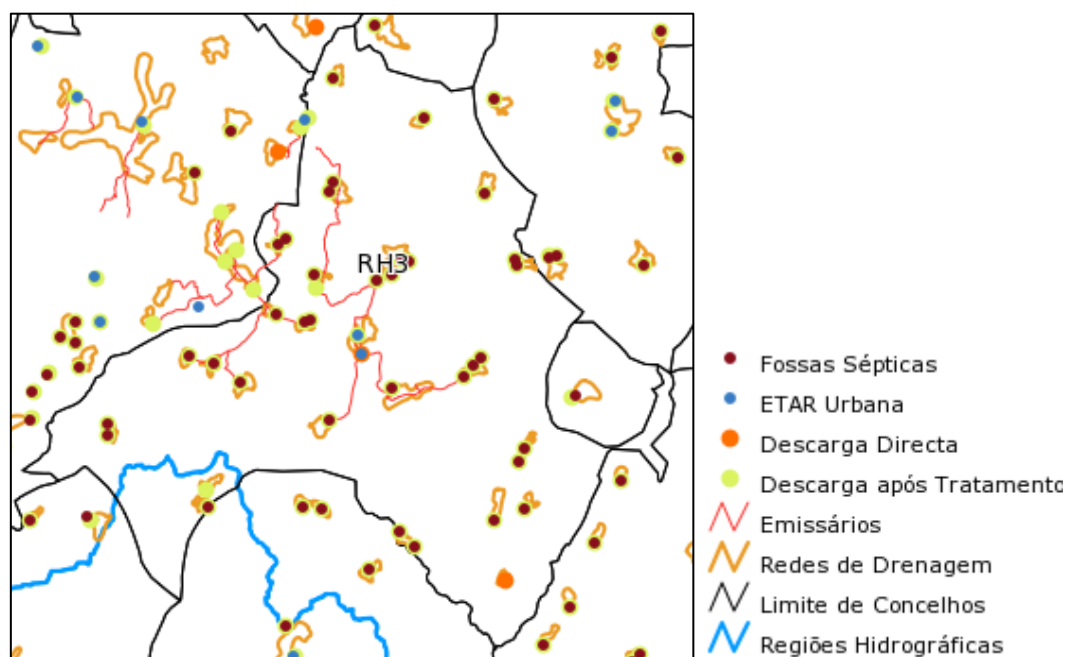 RH3
Fossas Sépticas
ETAR Urbana
Descarga Directa
Descarga após Tratamento
Emissários
Redes de Drenagem
Limite de Concelhos
Regiões Hidrográficas